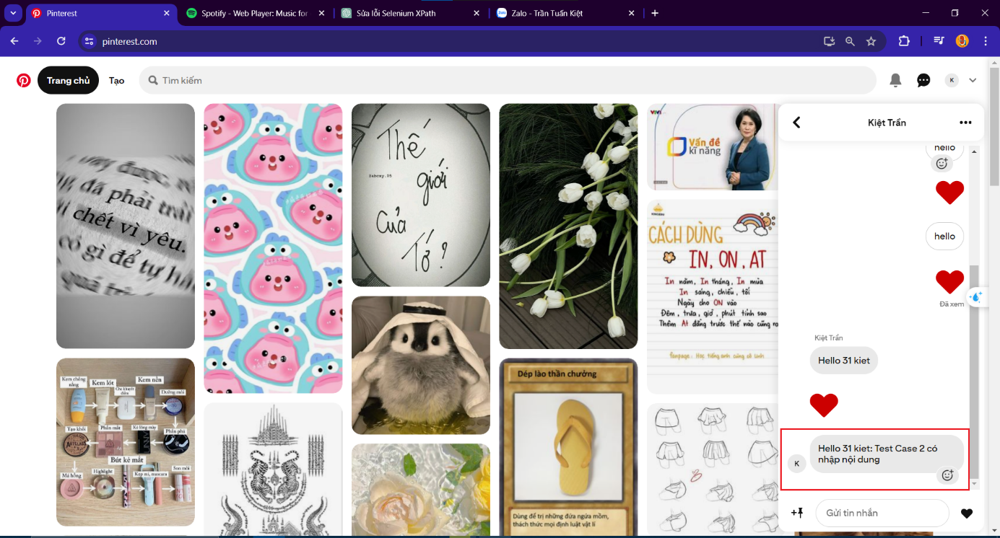 Pinterest
Spotify - Web Player: Music for
Sửa lỗi Selenium XPath
Zalo - Trần Tuấn Kiệt
pinterest.com
Trang chủ
Tạo
Tìm kiếm
K
đã phải
chết vì yêu.
có gì để tự
Thế
giới
Của
Tớ?
VTV1
Vấn đề
kĩ năng
CÁCH DÙNG
IN, ON, AT
In năm, In tháng, In mùa
In sáng, chiều, tối
Ngày cho ON vào
Đêm, trưa, giờ, phút tính sao
Thêm At đằng trước thế nào cũng
Kem chống nắng
Kem lót
Che khuyết điểm
Kem nền
Dưỡng môi
Tạo khối
Phấn mắt
Kẻ lông mày
Phấn phủ
Bút kẻ mắt
Má hồng
Highlight
Kẹp mi, mascara
Son môi
Dép lào thần chưởng
Dùng để trị những đứa ngứa mồm,
thách thức mọi định luật vật lí
Kiệt Trần
hello
hello
Đã xem
Kiệt Trần
Hello 31 kiet
K
Hello 31 kiet: Test Case 2 có
nhập nội dung
Gửi tin nhắn